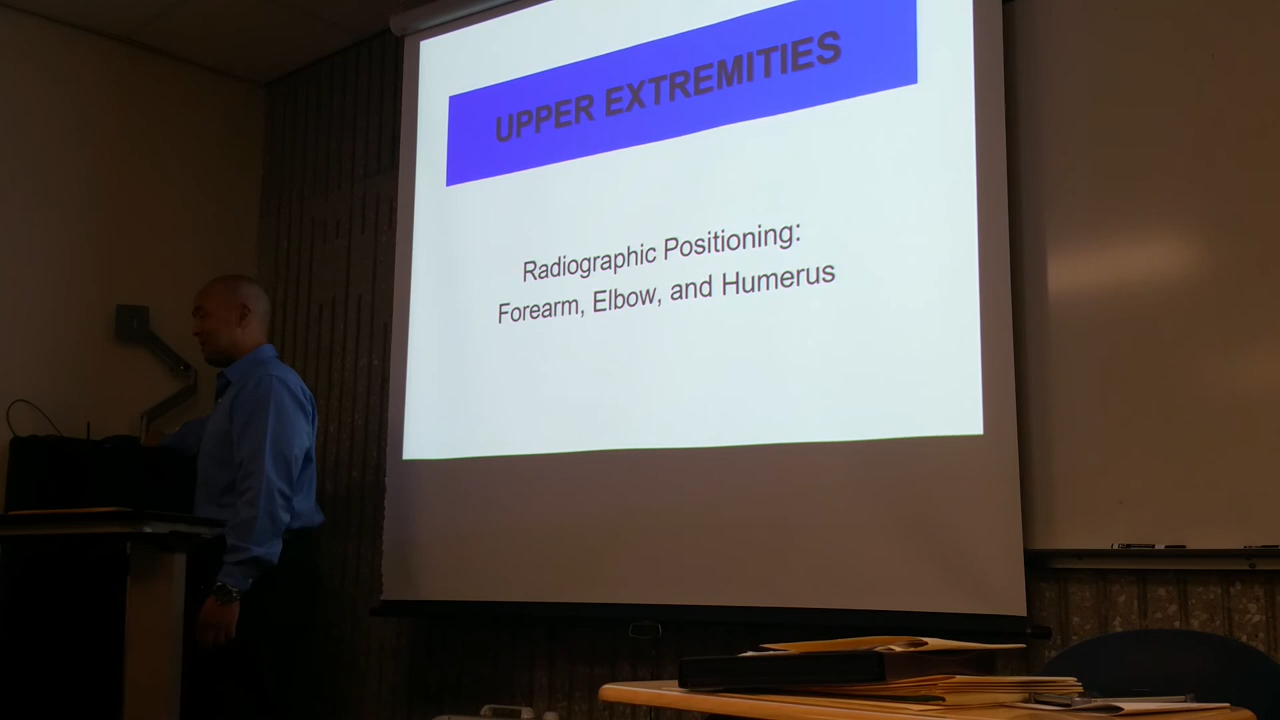 UPPER EXTREMITIES
Radiographic Positioning:
Forearm, Elbow, and Humerus